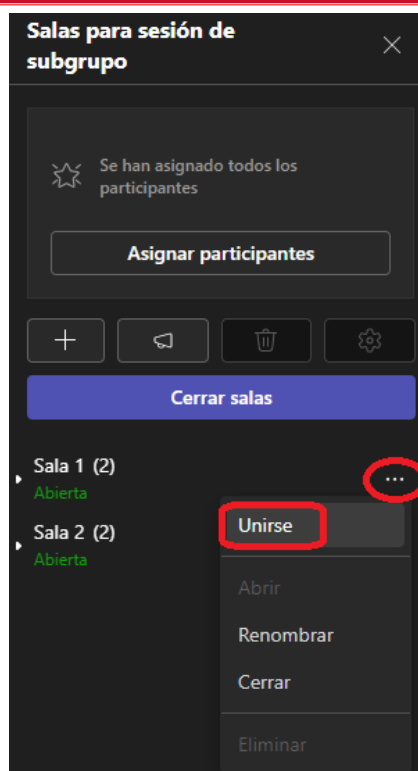 Salas para sesión de
subgrupo
Se han asignado todos los
participantes
Asignar participantes
Cerrar salas
Sala 1 (2)
Abierta
Unirse
Sala 2 (2)
Abierta
Abrir
Renombrar
Cerrar
Eliminar